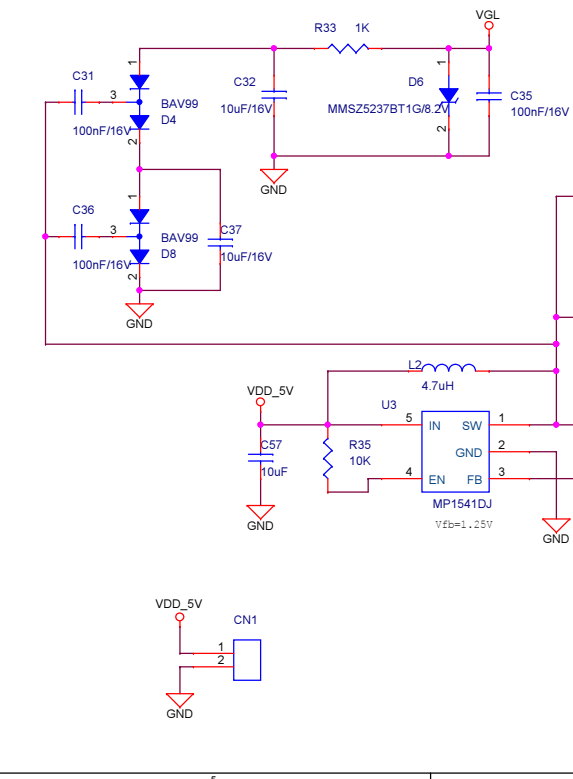 VGL
R33 1K
C31
1
3
100nF/16V
BAV99
D4
2
C32
10uF/16V
D6
1
MMSZ5237BT1G/8.2V
2
C35
100nF/16V
GND
C36
1
3
100nF/16V
BAV99
D8
2
C37
10uF/16V
GND
L2
4.7uH
VDD_5V
U3
C57
10uF
R35
10K
5 IN SW 1
GND 2
4 EN FB 3
MP1541DJ
Vfb=1.25V
GND
GND
VDD_5V
CN1
1
2
GND
5